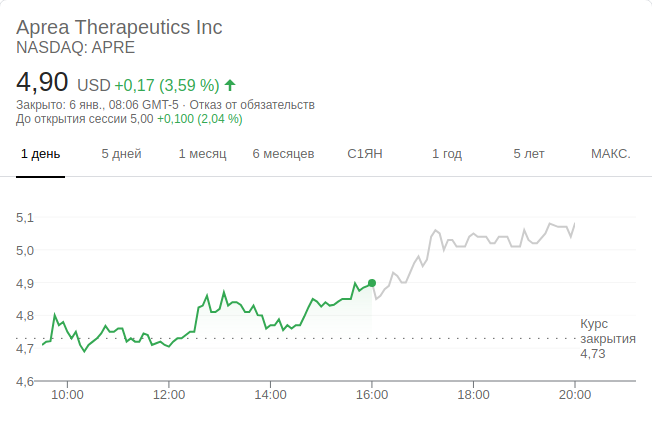 Aprea Therapeutics Inc
NASDAQ: APRE
4,90 USD +0,17 (3,59 %)
Закрыто: 6 янв., 08:06 GMT-5 · Отказ от обязательств
До открытия сессии 5,00 +0,100 (2,04 %)
1 день 5 дней 1 месяц 6 месяцев С1ЯН 1 год 5 лет МАКС.
5,1
5,0
4,9
4,8
4,7
4,6
Курс
закрытия
4,73
10:00 12:00 14:00 16:00 18:00 20:00